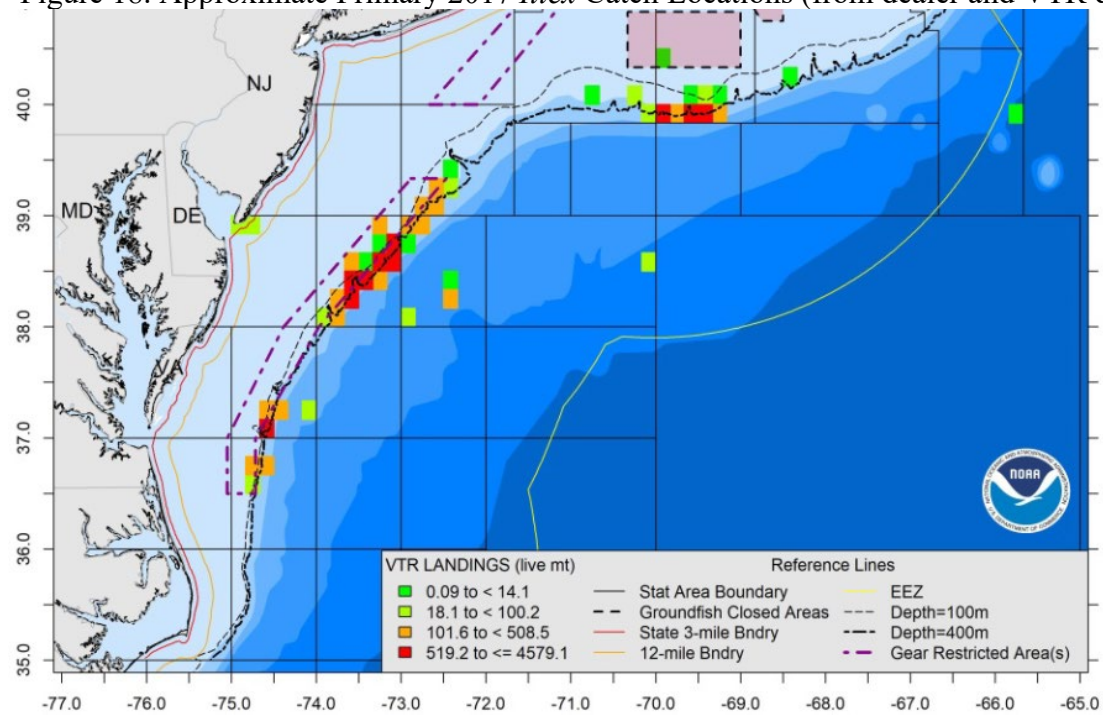 Figure 18. Approximate Primary 2017 Illex Catch Locations (from dealer and VTR
NJ
MD
DE
VA
40.0
39.0
38.0
37.0
36.0
35.0
NOAA
VTR LANDINGS (live mt)
0.09 to < 14.1
18.1 to < 100.2
101.6 to < 508.5
519.2 to <= 4579.1
Reference Lines
Stat Area Boundary
Groundfish Closed Areas
State 3-mile Bndry
12-mile Bndry
EEZ
Depth=100m
Depth=400m
Gear Restricted Area(s)
-77.0 -76.0 -75.0 -74.0 -73.0 -72.0 -71.0 -70.0 -69.0 -68.0 -67.0 -66.0 -65.0